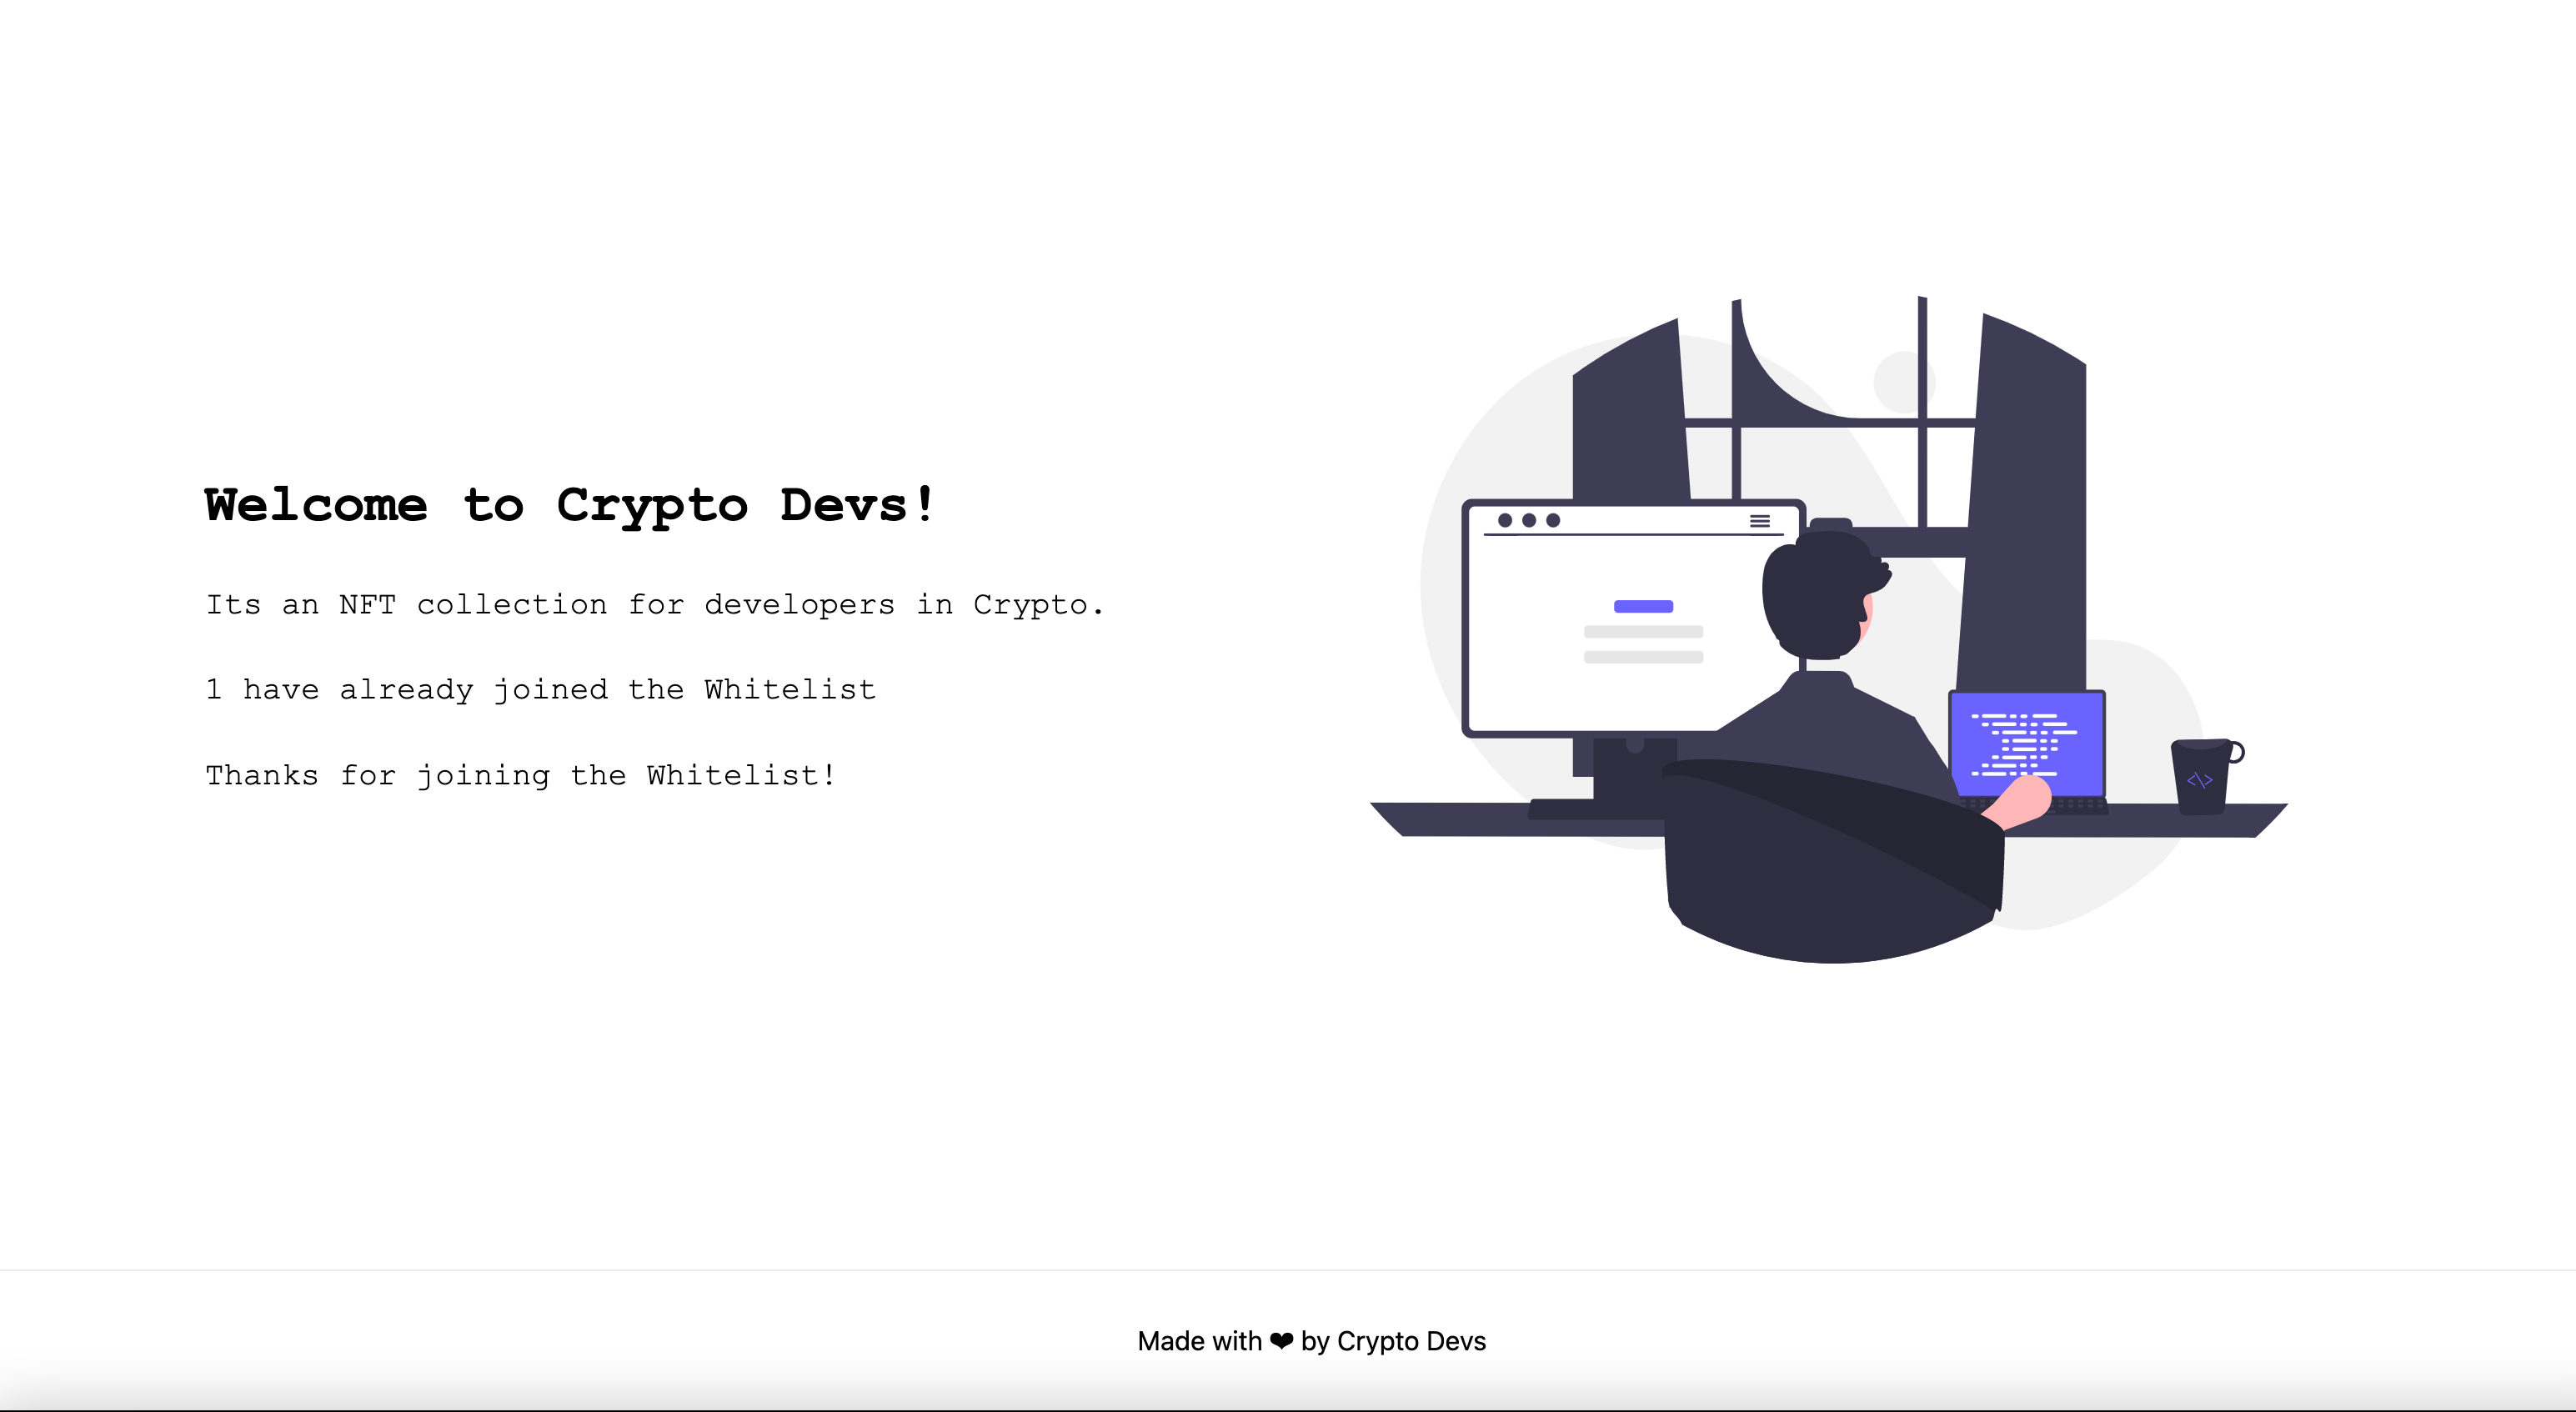 Welcome to Crypto Devs!
Its an NFT collection for developers in Crypto.
1 have already joined the Whitelist
Thanks for joining the Whitelist!
<\>
Made with ❤ by Crypto Devs